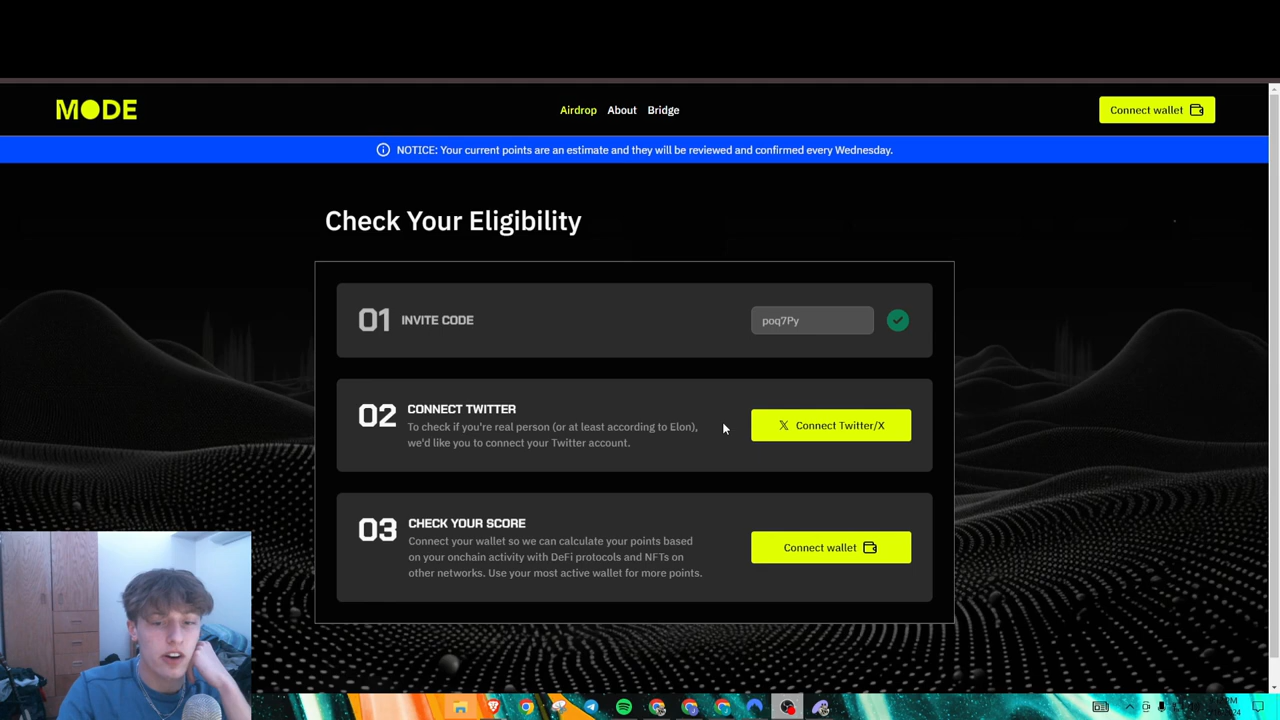 MODE
Airdrop About Bridge
Connect wallet
NOTICE: Your current points are an estimate and they will be reviewed and confirmed every Wednesday.
Check Your Eligibility
01 INVITE CODE
poq7Py
02 CONNECT TWITTER
To check if you're real person (or at least according to Elon),
we'd like you to connect your Twitter account.
Connect Twitter/X
03 CHECK YOUR SCORE
Connect your wallet so we can calculate your points based
on your onchain activity with DeFi protocols and NFTs on
other networks. Use your most active wallet for more points.
Connect wallet